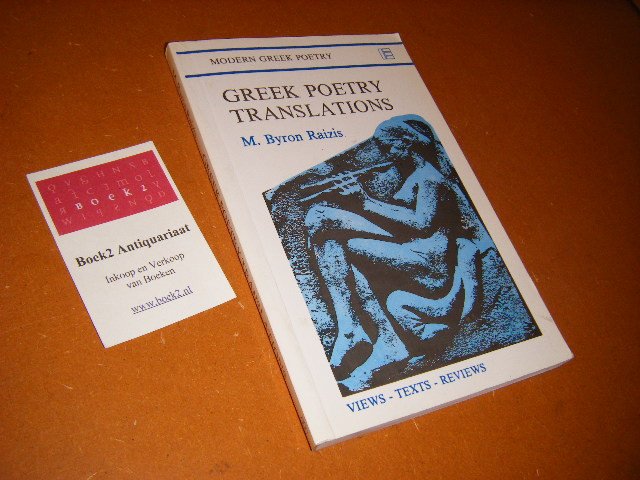 MODERN GREEK POETRY
GREEK POETRY
TRANSLATIONS
M. Byron Raizis
VIEWS - TEXTS - REVIEWS
BOEK2
Boek2 Antiquariaat
Inkoop en Verkoop
van Boeken
www.boek2.nl